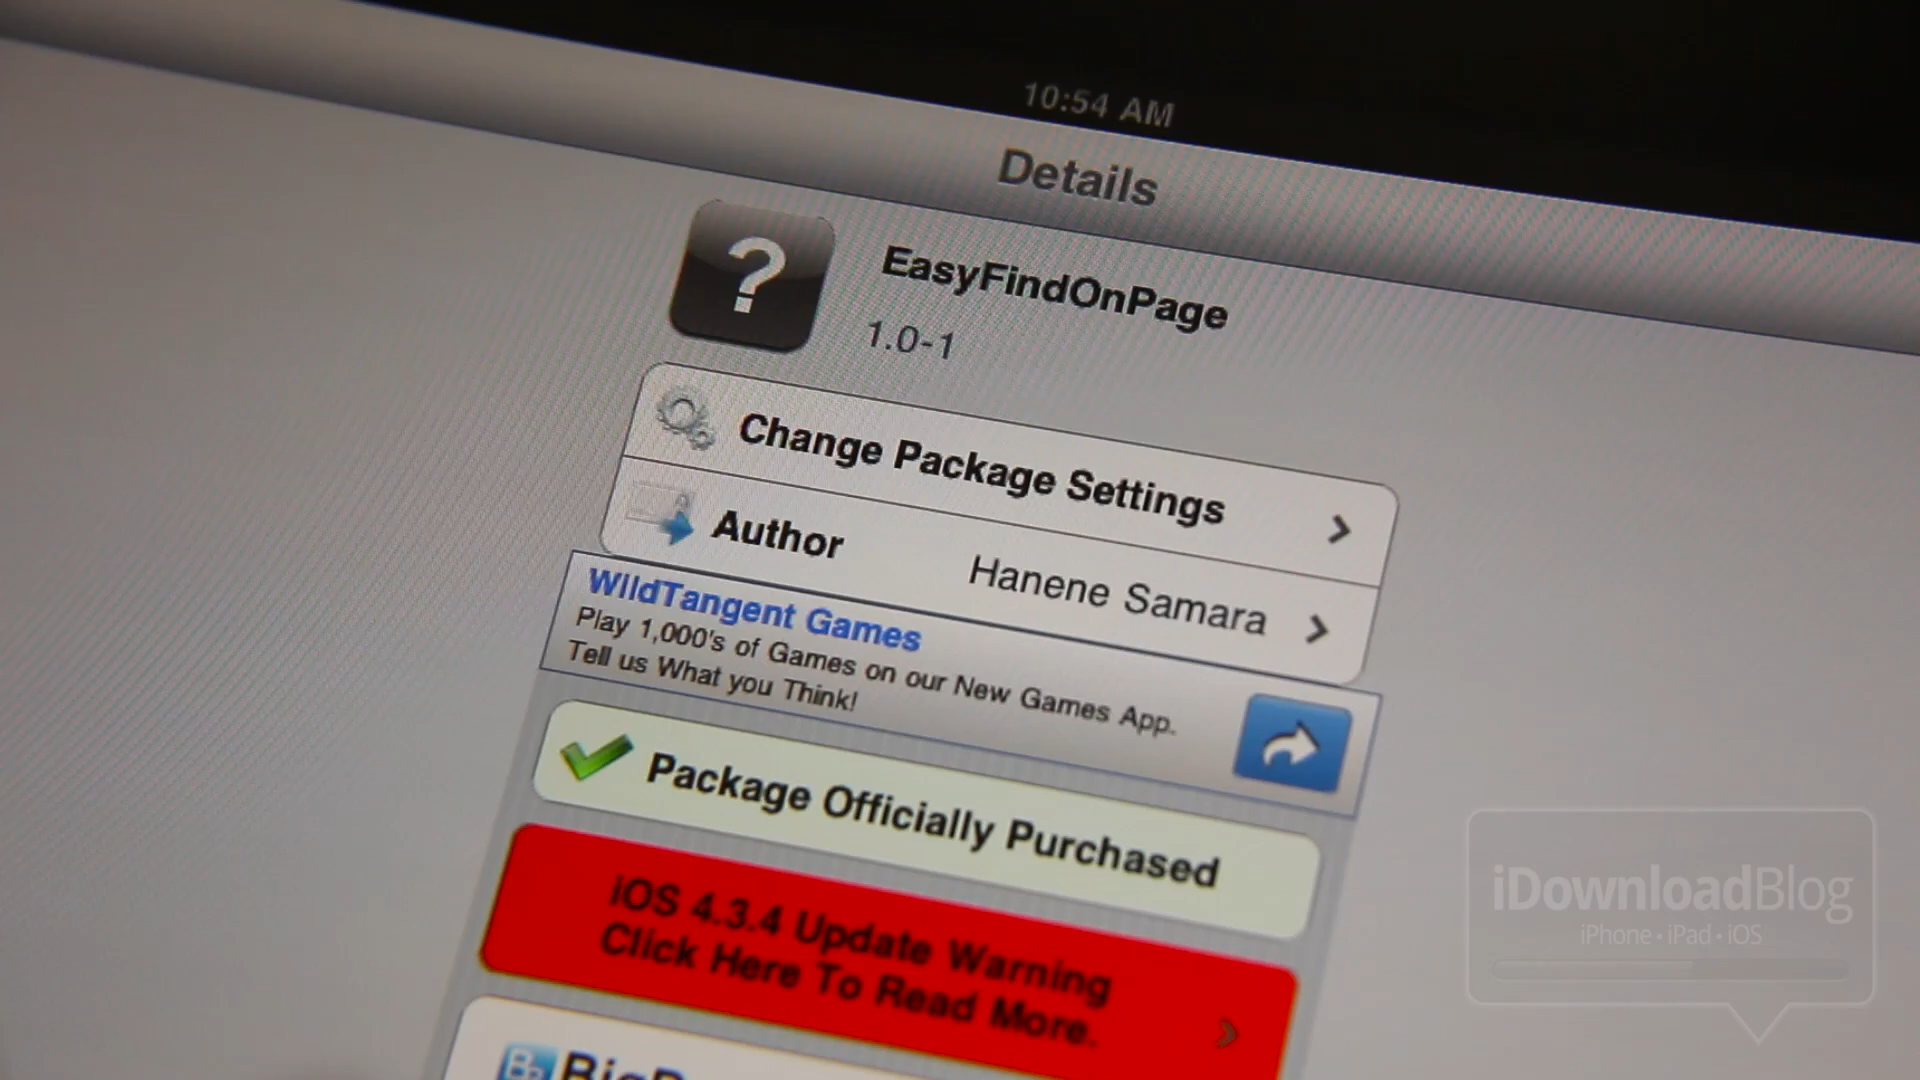 10:54 AM
Details
?
EasyFindOnPage
1.0-1
Change Package Settings
Author Hanene Samara
WildTangent Games
Play 1,000's of Games on our New Games App.
Tell us What you Think!
Package Officially Purchased
iOS 4.3.4 Update Warning
Click Here To Read More.
iDownloadBlog
iPhone • iPad • iOS